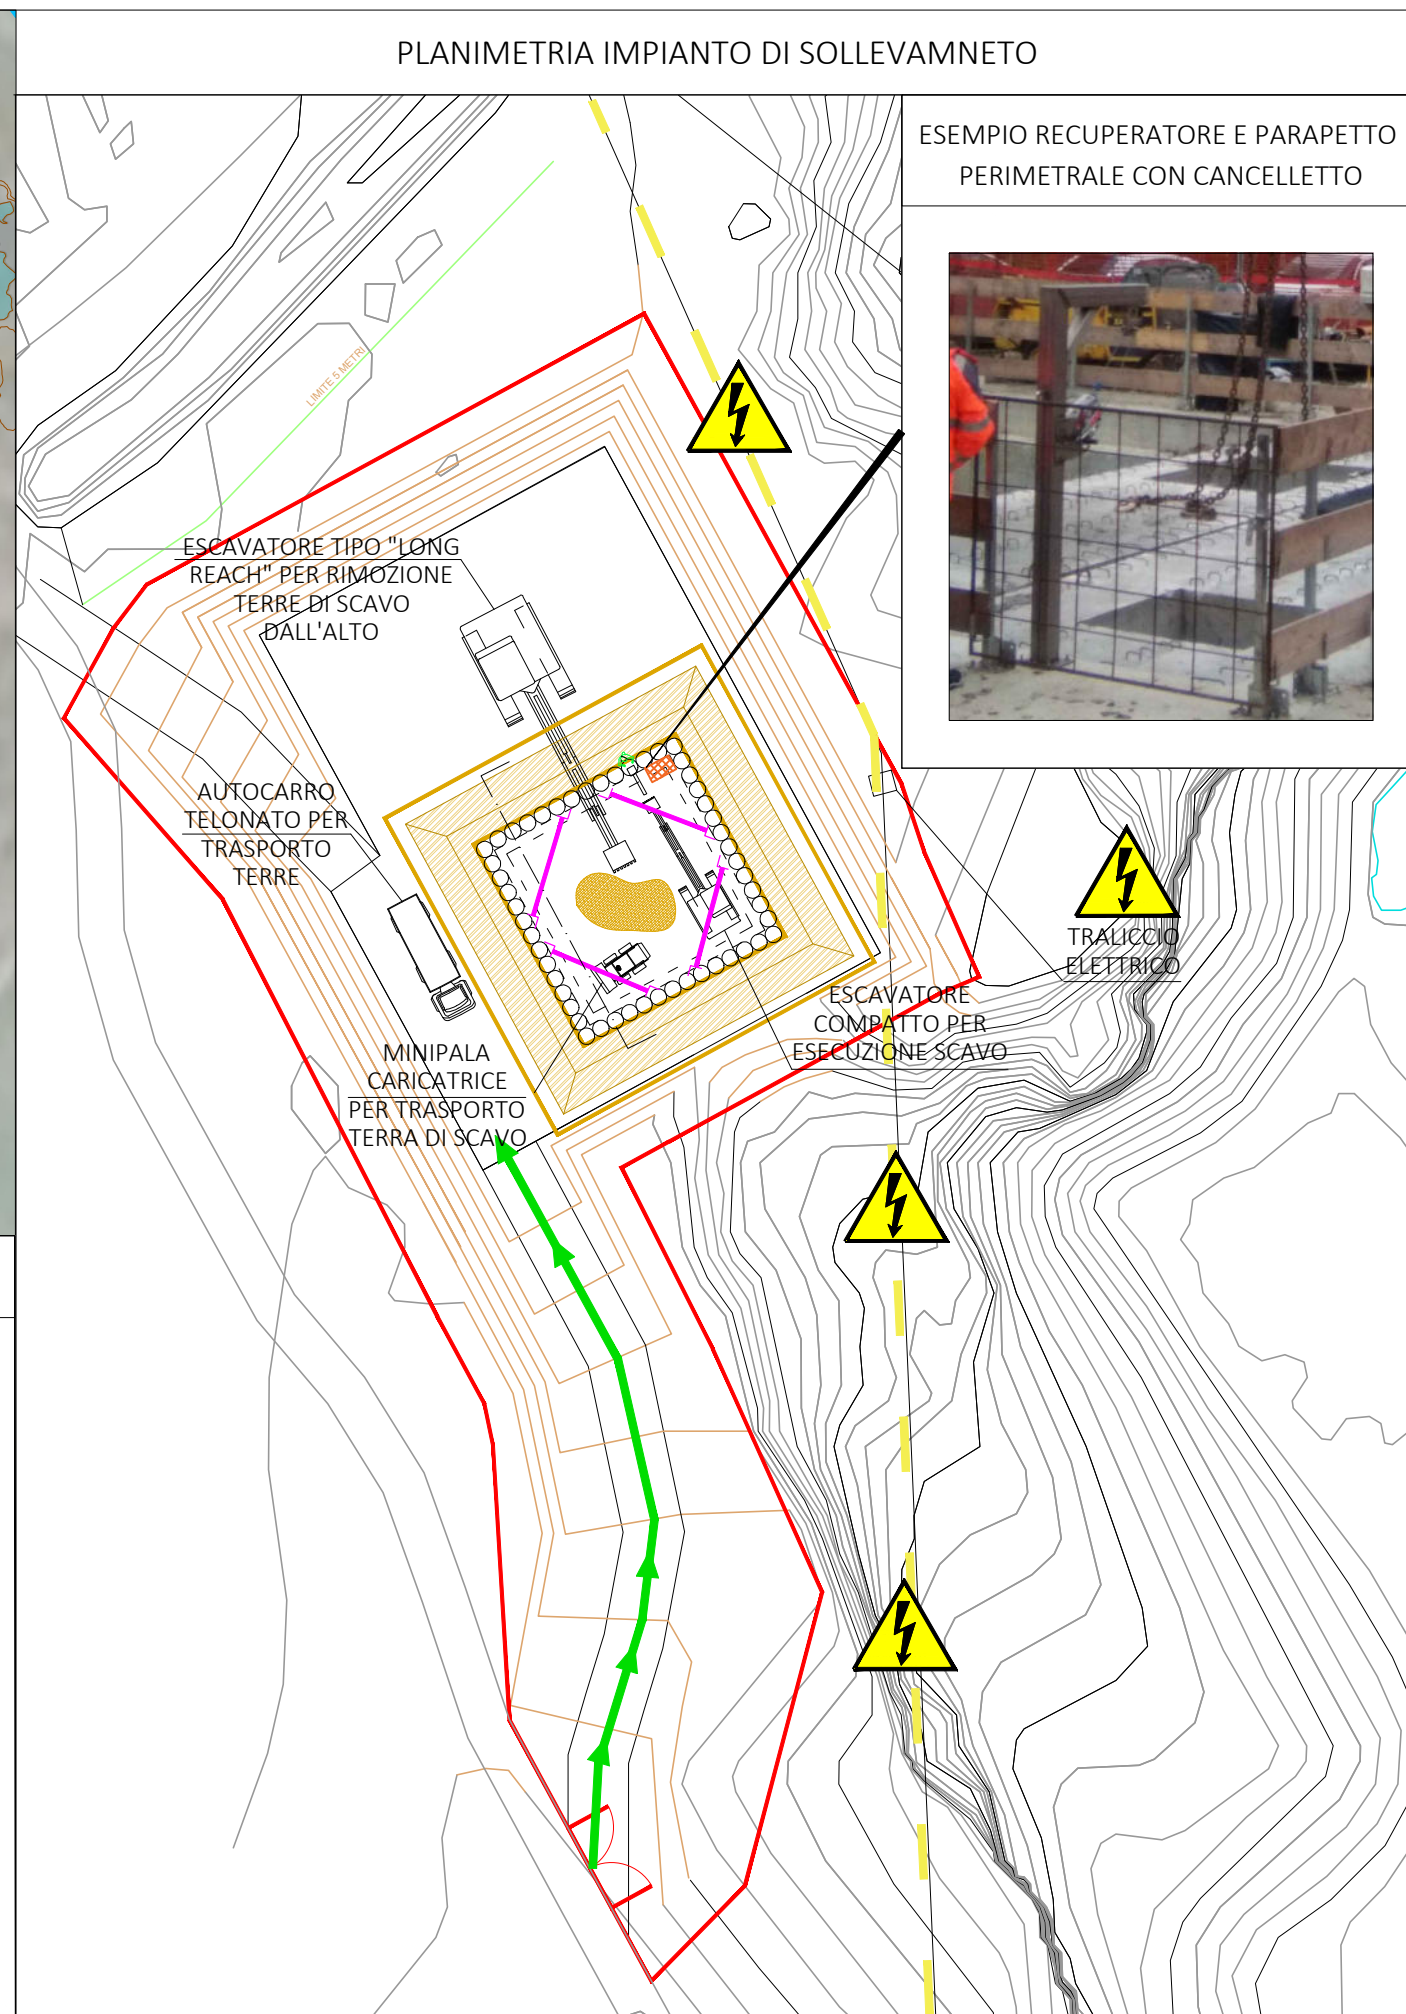 PLANIMETRIA IMPIANTO DI SOLLEVAMNETO
ESEMPIO RECUPERATORE E PARAPETTO
PERIMETRALE CON CANCELLETTO
LIMITE 5 METRI
ESCAVATORE TIPO "LONG
REACH" PER RIMOZIONE
TERRE DI SCAVO
DALL'ALTO
AUTOCARRO
TELONATO PER
TRASPORTO
TERRE
TRALICCIO
ELETTRICO
ESCAVATORE
COMPATTO PER
ESECUZIONE SCAVO
MINIPALA
CARICATRICE
PER TRASPORTO
TERRA DI SCAVO